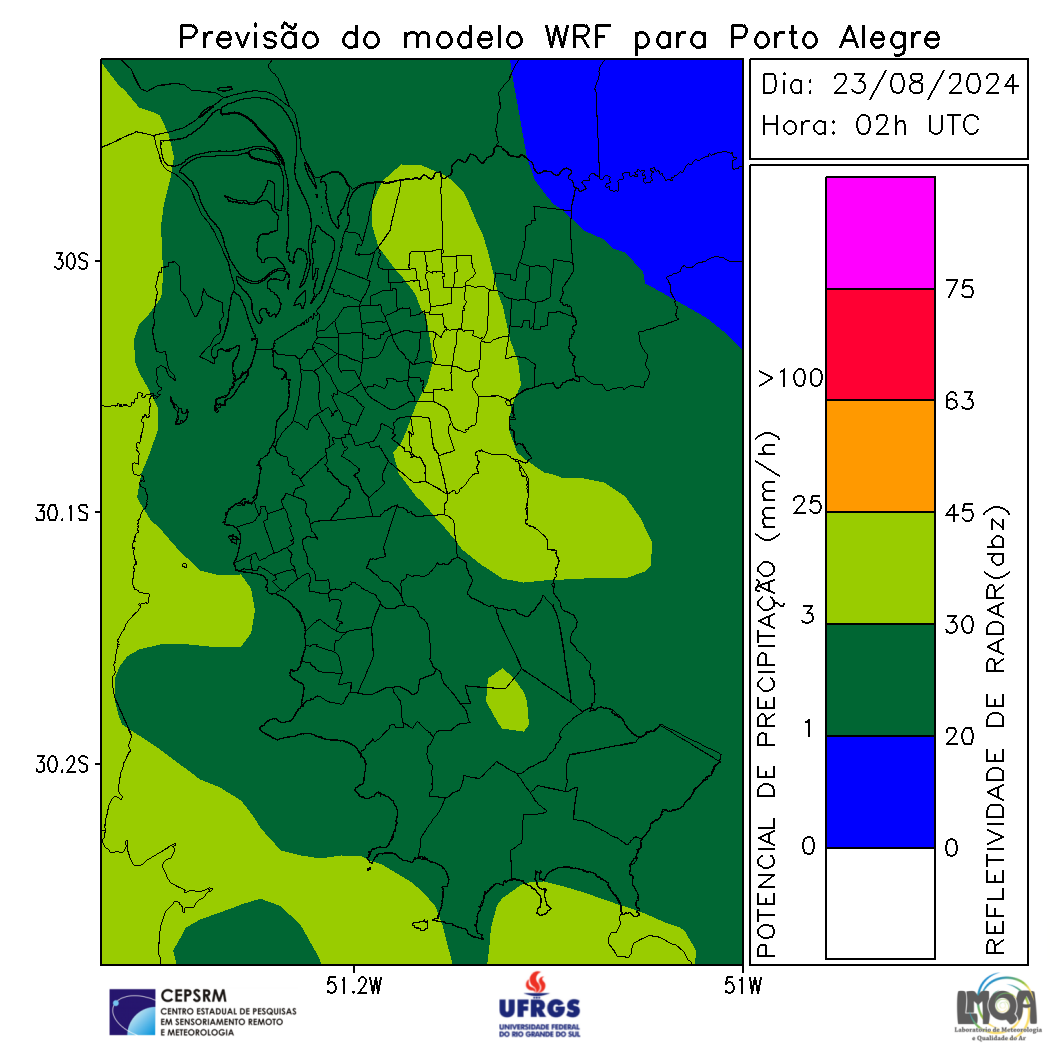 Previsão do modelo WRF para Porto Alegre
Dia: 23/08/2024
Hora: 02h UTC
30S
30.1S
30.2S
51.2W
51W
POTENCIAL DE PRECIPITAÇÃO (mm/h)
>100
25
3
1
0
75
63
45
30
20
0
REFLETIVIDADE DE RADAR(dbz)
CEPSRM
CENTRO ESTADUAL DE PESQUISAS
EM SENSORIAMENTO REMOTO
E METEOROLOGIA
UFRGS
UNIVERSIDADE FEDERAL
DO RIO GRANDE DO SUL
LMQA
Laboratório de Meteorologia
e Qualidade do Ar